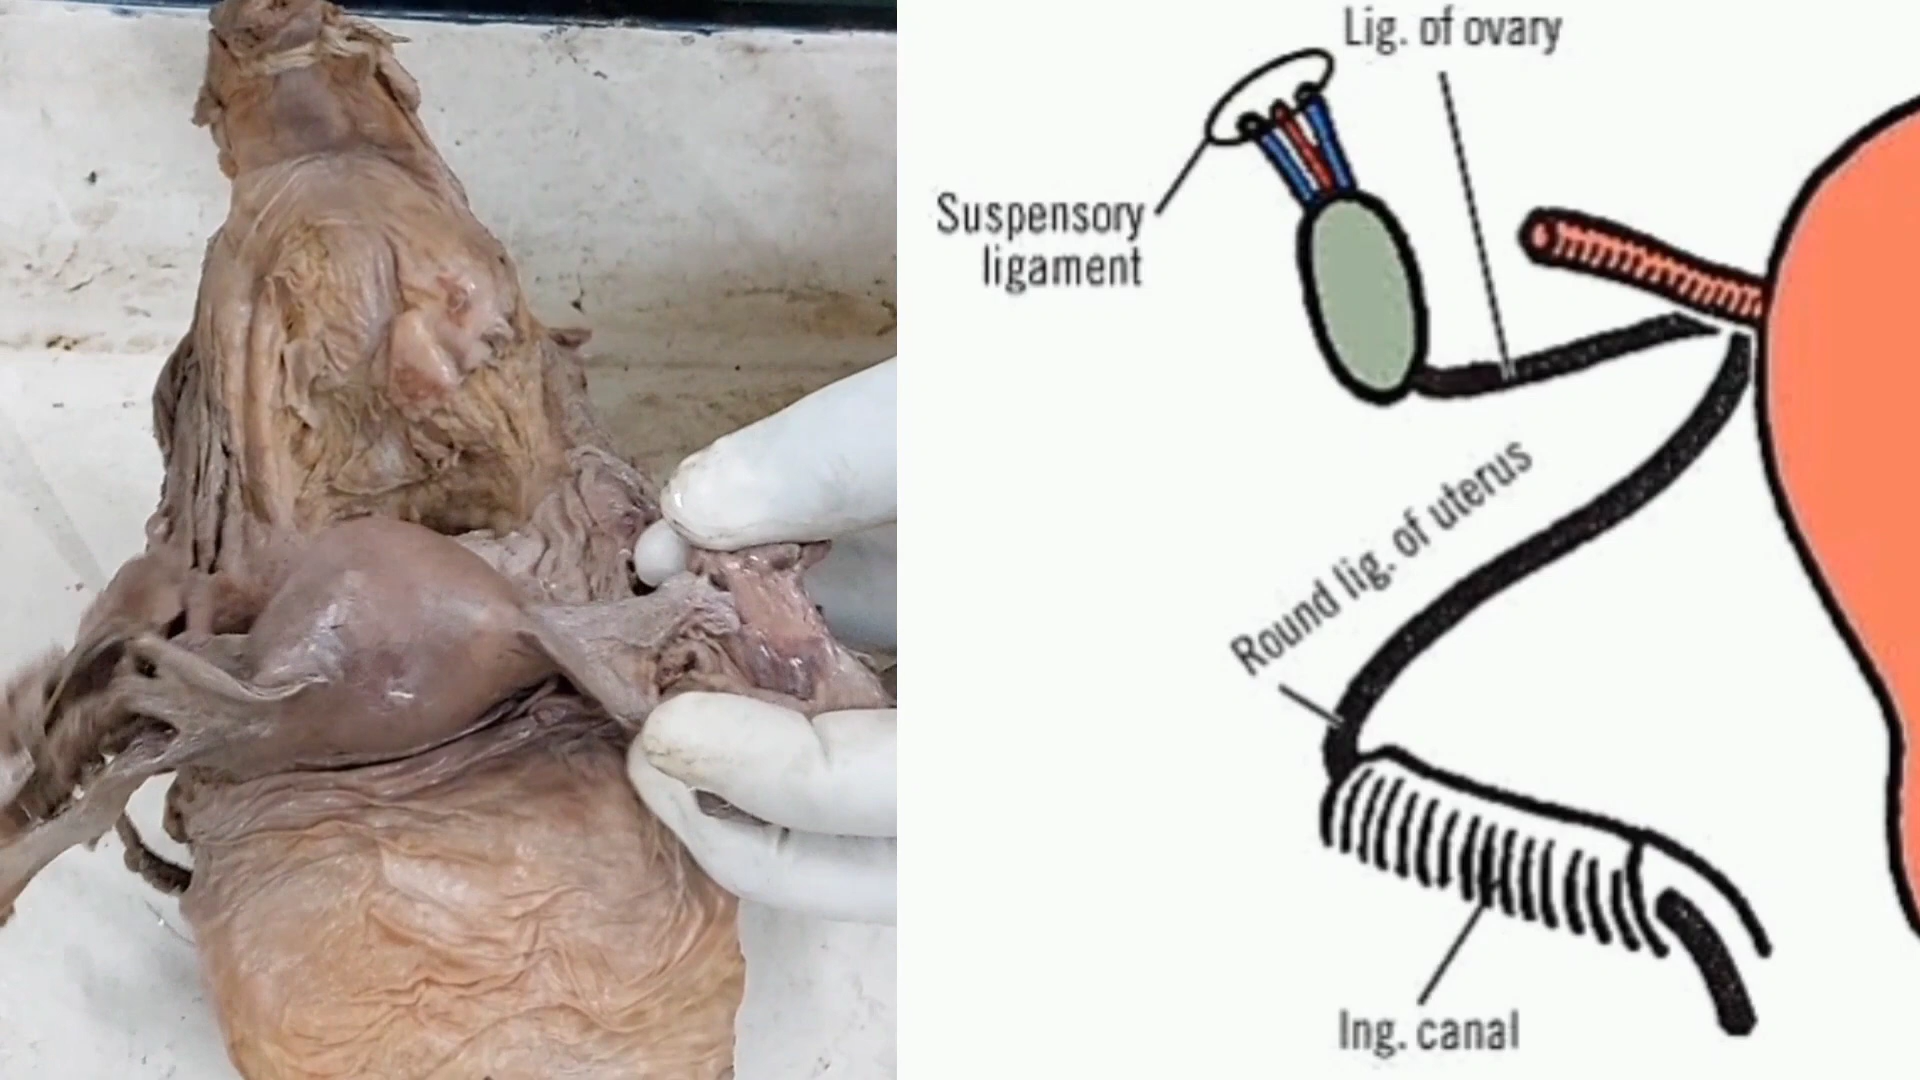 Lig. of ovary
Suspensory
ligament
Round lig. of uterus
Ing. canal